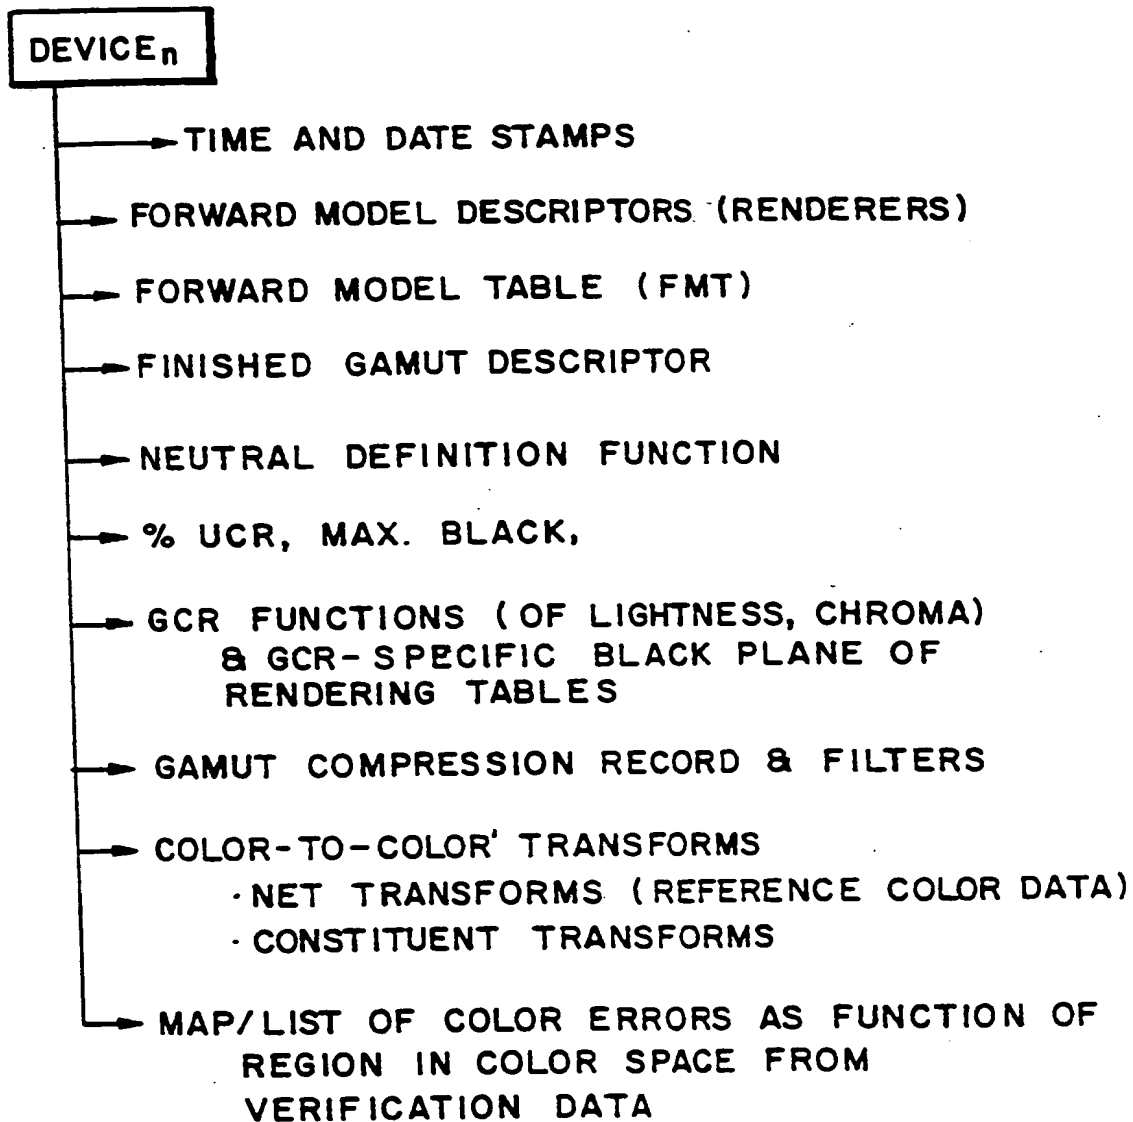 DEVICEn
TIME AND DATE STAMPS
FORWARD MODEL DESCRIPTORS (RENDERERS)
FORWARD MODEL TABLE (FMT)
FINISHED GAMUT DESCRIPTOR
NEUTRAL DEFINITION FUNCTION
% UCR, MAX. BLACK,
GCR FUNCTIONS (OF LIGHTNESS, CHROMA)
& GCR-SPECIFIC BLACK PLANE OF
RENDERING TABLES
GAMUT COMPRESSION RECORD & FILTERS
COLOR-TO-COLOR' TRANSFORMS
· NET TRANSFORMS (REFERENCE COLOR DATA)
· CONSTITUENT TRANSFORMS
MAP/LIST OF COLOR ERRORS AS FUNCTION OF
REGION IN COLOR SPACE FROM
VERIFICATION DATA